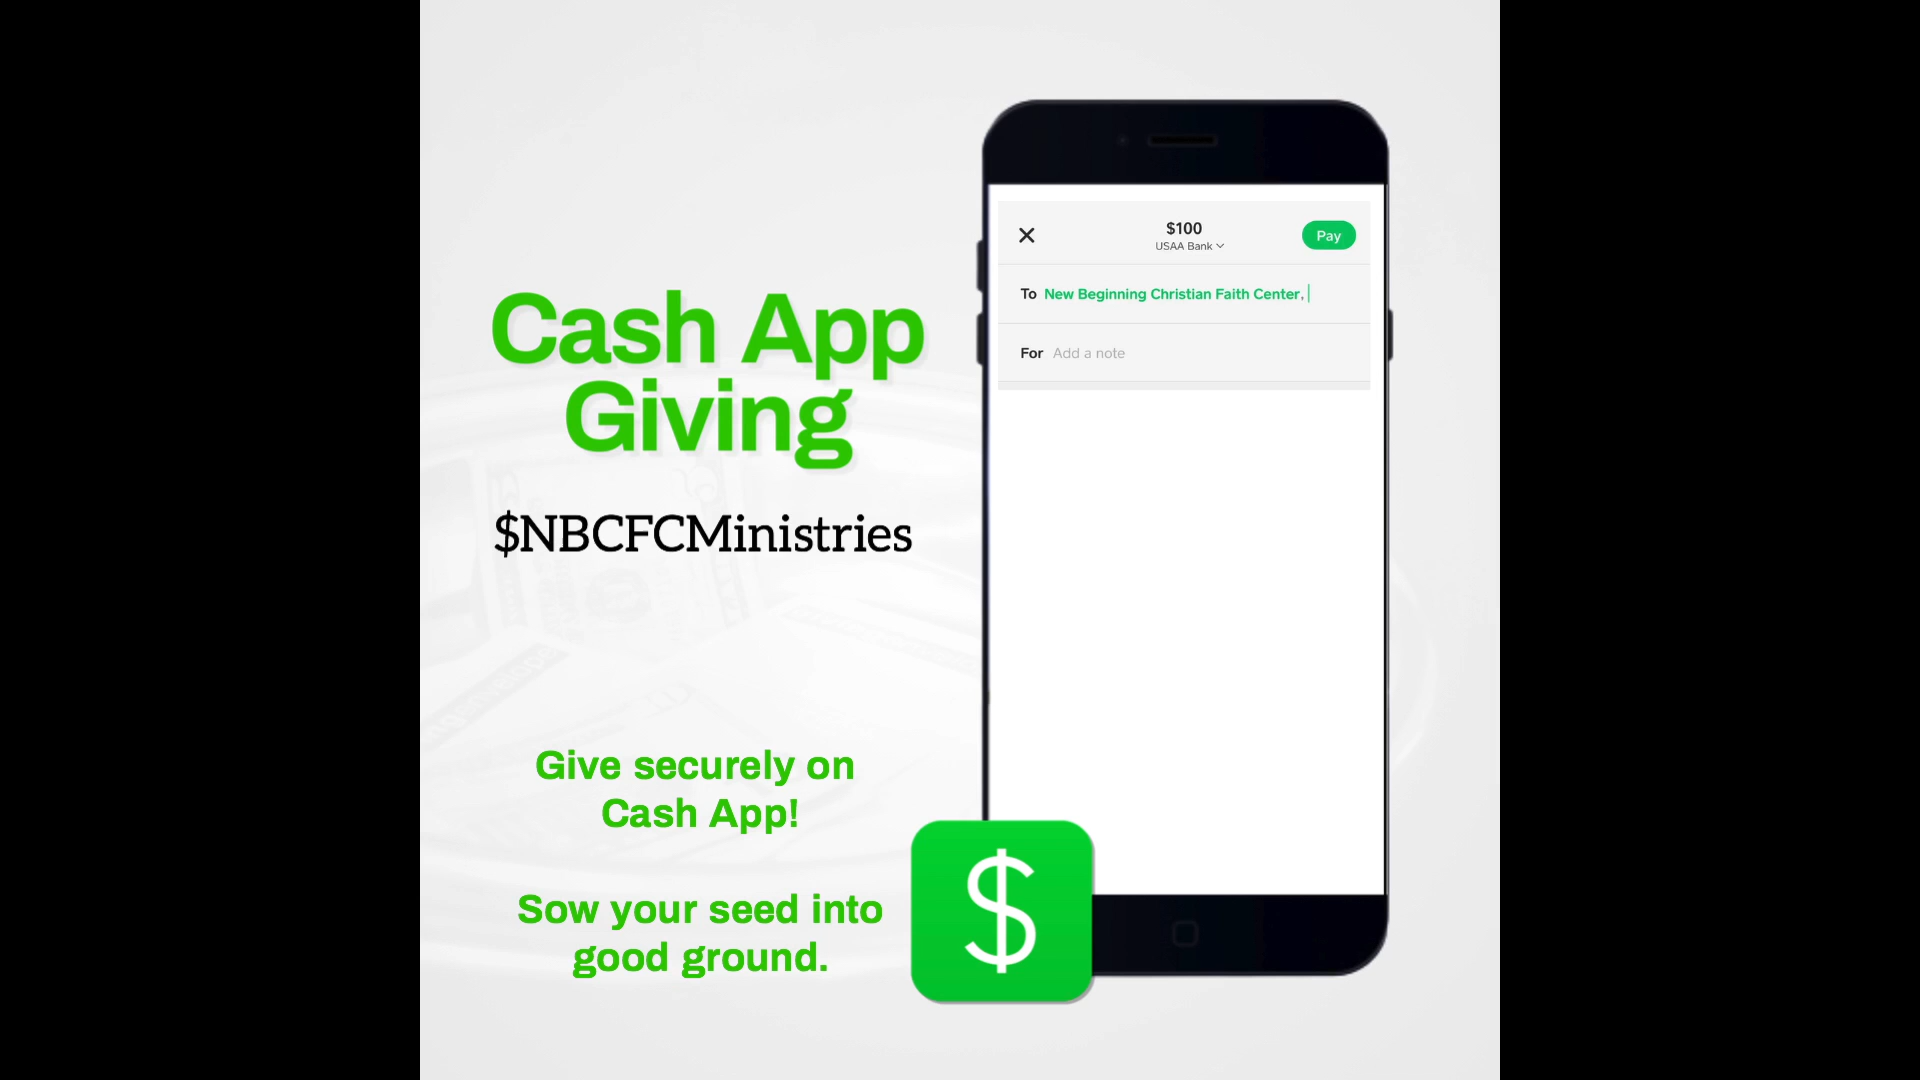 Cash App
Giving
$NBCFCMinistries
Give securely on
Cash App!
Sow your seed into
good ground.
$100
USAA Bank
Pay
To New Beginning Christian Faith Center,
For Add a note
$